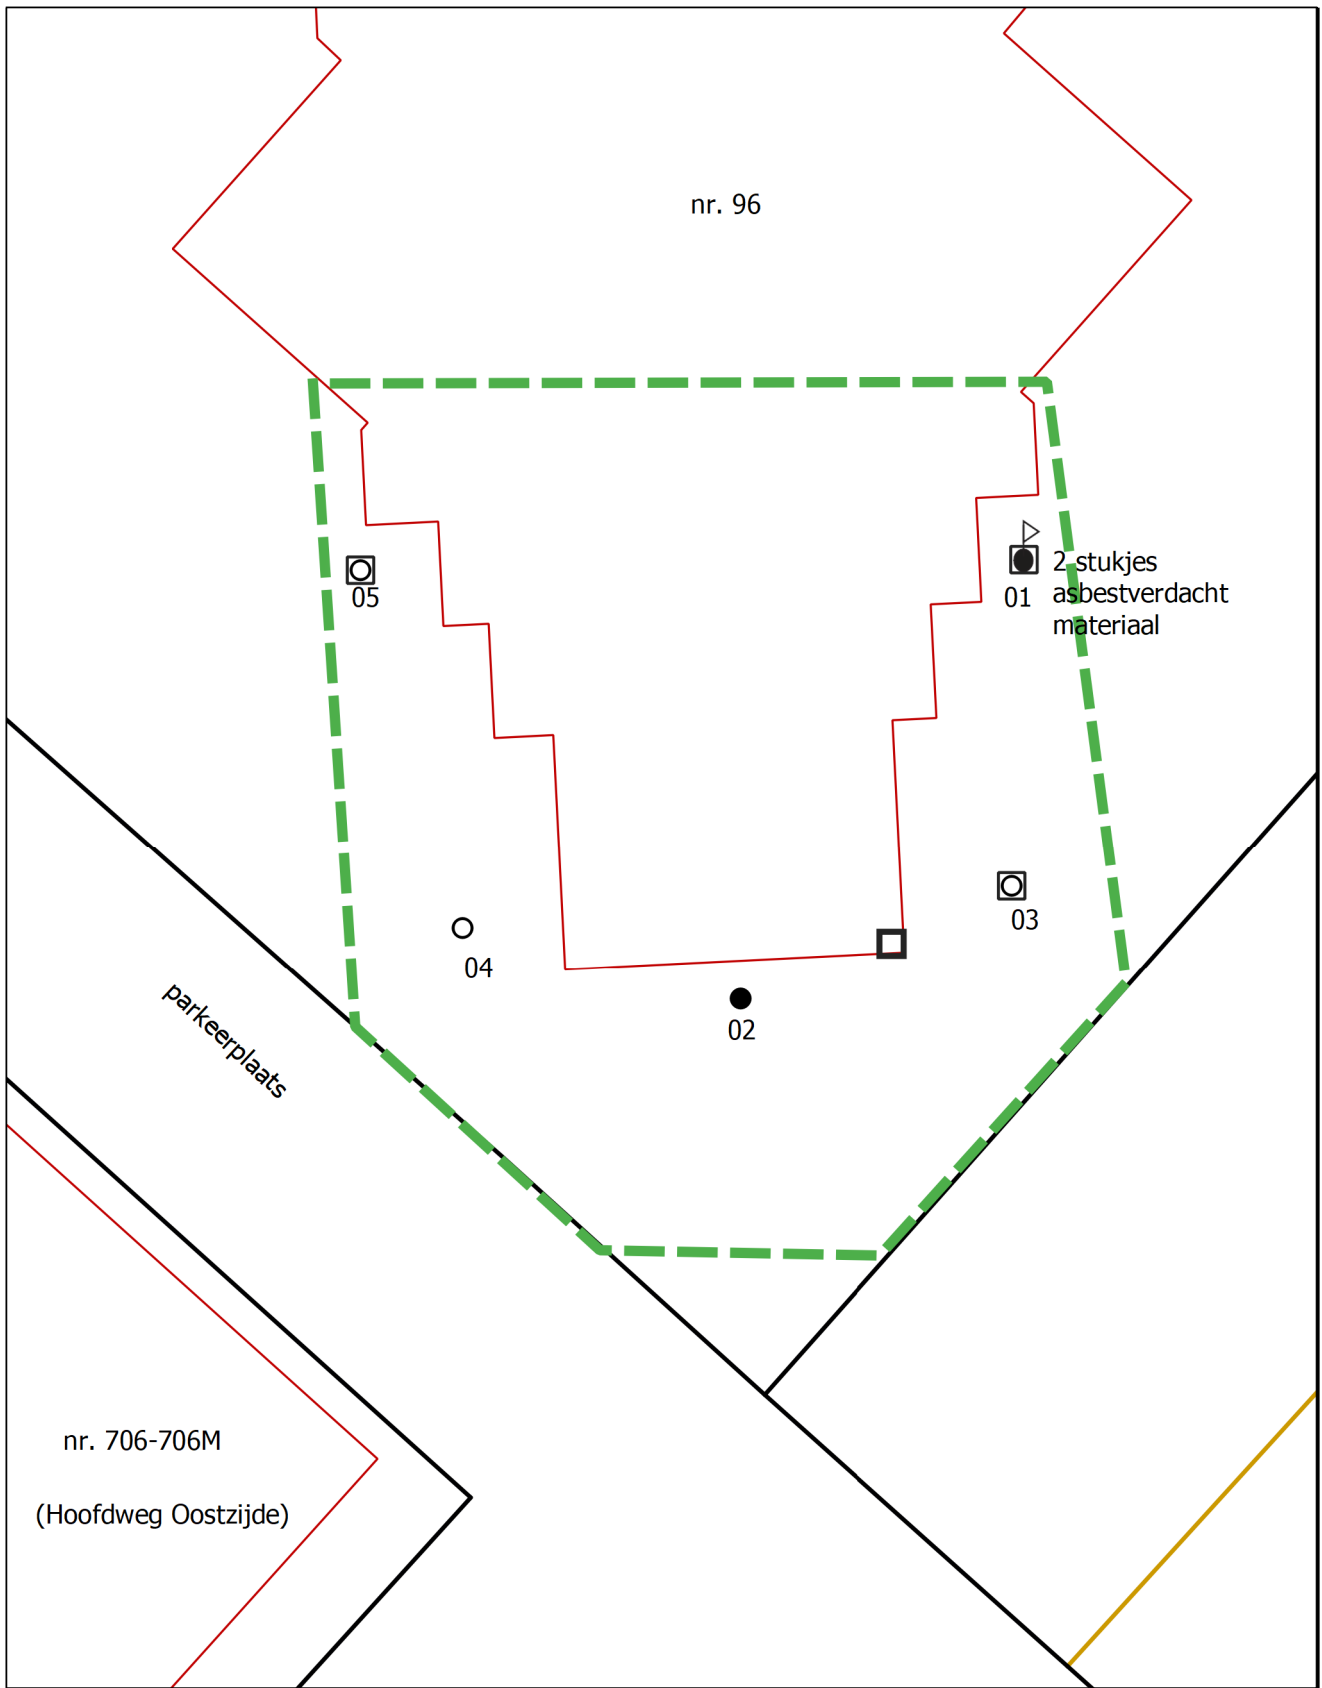 nr. 96
05
2 stukjes
01
asbestverdacht
materiaal
03
04
02
parkeerplaats
nr. 706-706M
(Hoofdweg Oostzijde)